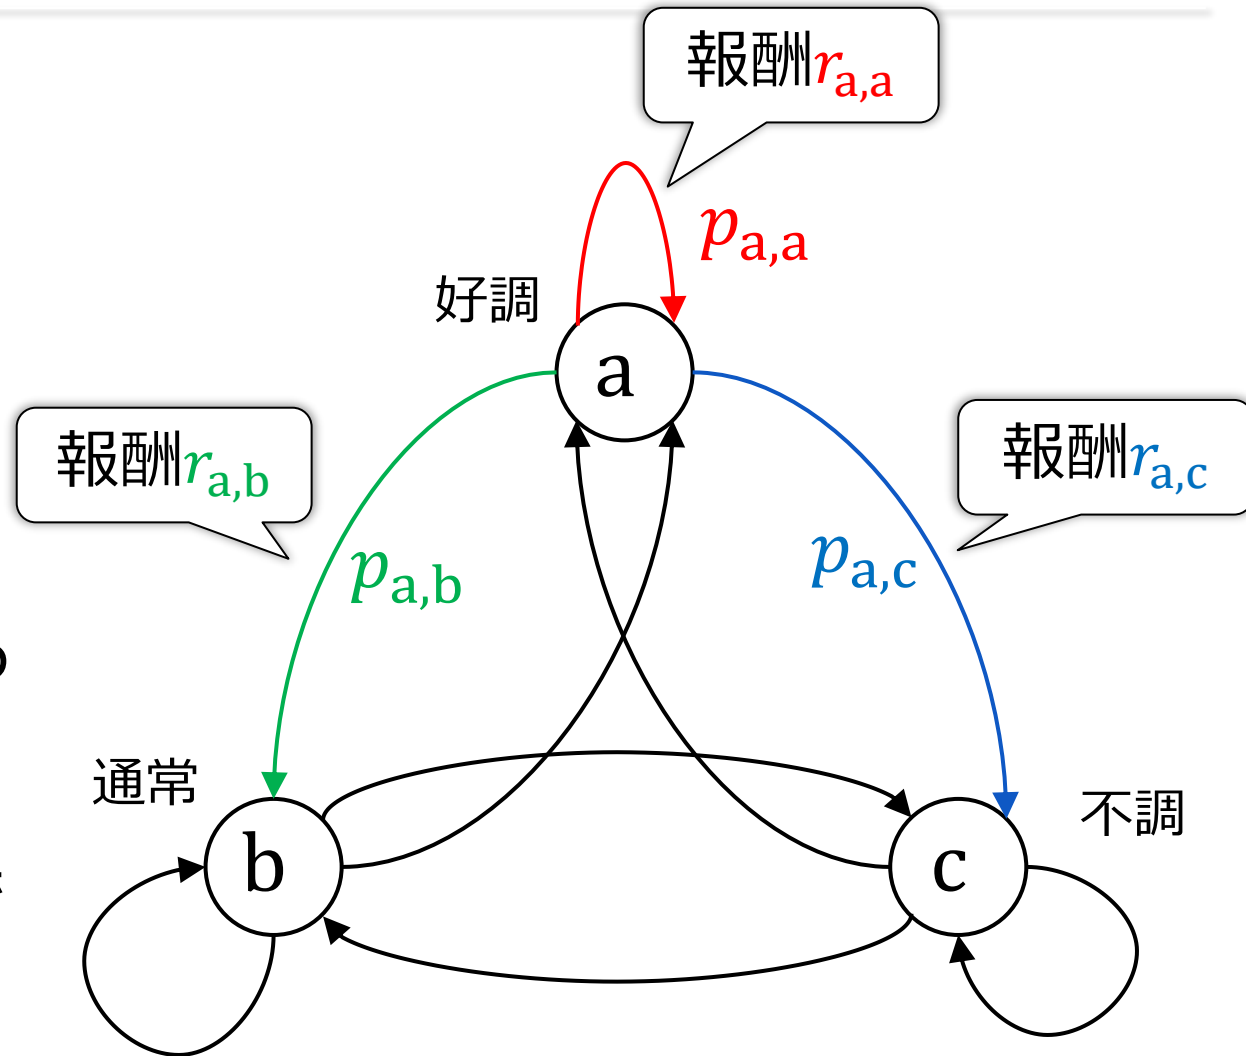 報酬r_{a,a}
p_{a,a}
好調
a
報酬r_{a,b}
報酬r_{a,c}
p_{a,b}
p_{a,c}
通常
不調
b
c